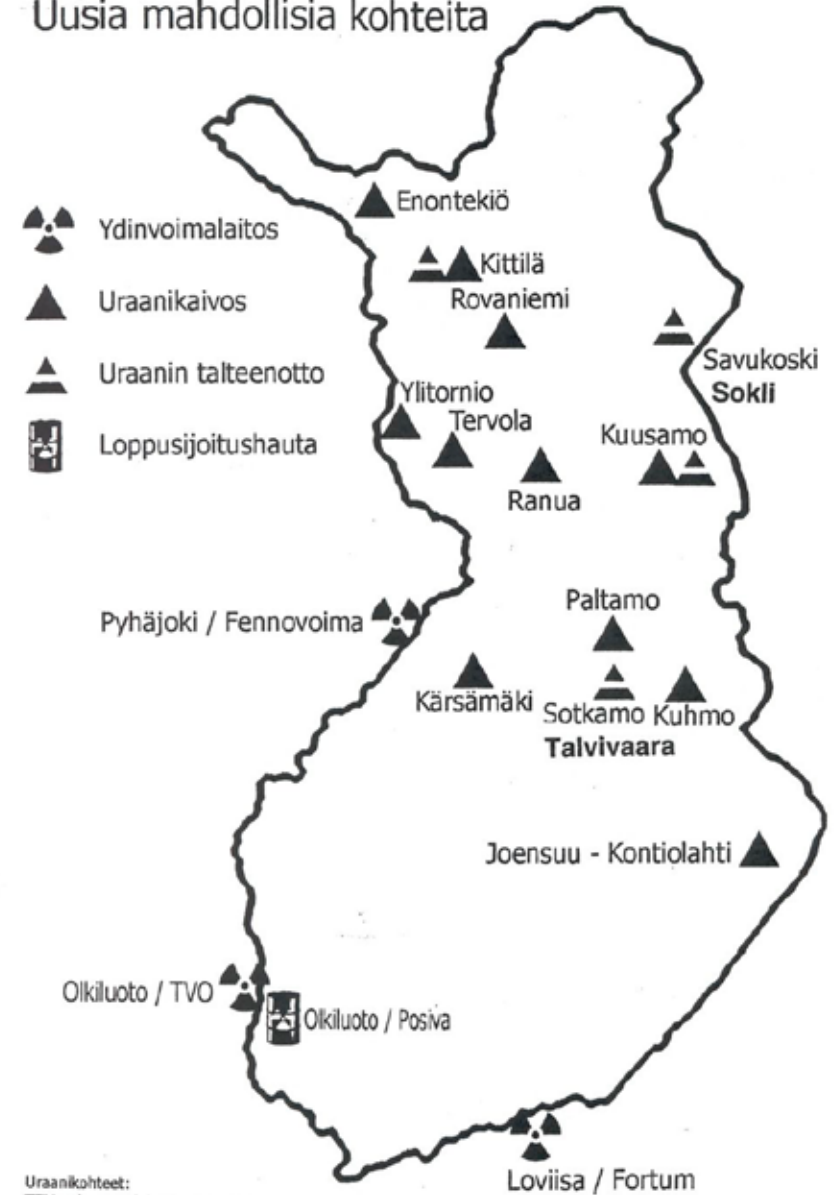 Uusia mahdollisia kohteita
Enontekiö
Ydinvoimalaitos
Kittilä
Uraanikaivos
Rovaniemi
Uraanin talteenotto
Savukoski
Sokli
Ylitornio
Tervola
Kuusamo
Loppusijoitushauta
Ranua
Pyhäjoki / Fennovoima
Paltamo
Kärsämäki
Sotkamo
Kuhmo
Talvivaara
Joensuu - Kontiolahti
Olkiluoto / TVO
Olkiluoto / Posiva
Loviisa / Fortum
Uraanikohteet: